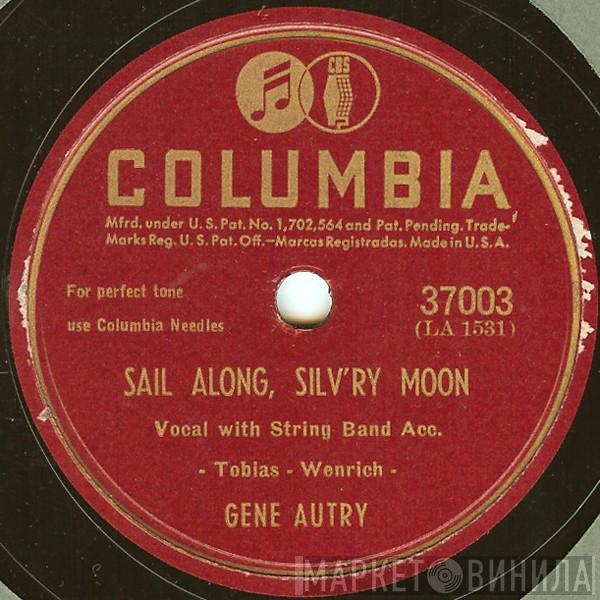 CBS
COLUMBIA
Mfrd. under U.S. Pat. No. 1,702,564 and Pat. Pending. Trade-
Marks Reg. U.S. Pat. Off.—Marcas Registradas. Made in U.S.A.
For perfect tone
use Columbia Needles
37003
(LA 1531)
SAIL ALONG, SILV'RY MOON
Vocal with String Band Acc.
- Tobias - Wenrich -
GENE AUTRY
МАРКЕТ ВИНИЛА